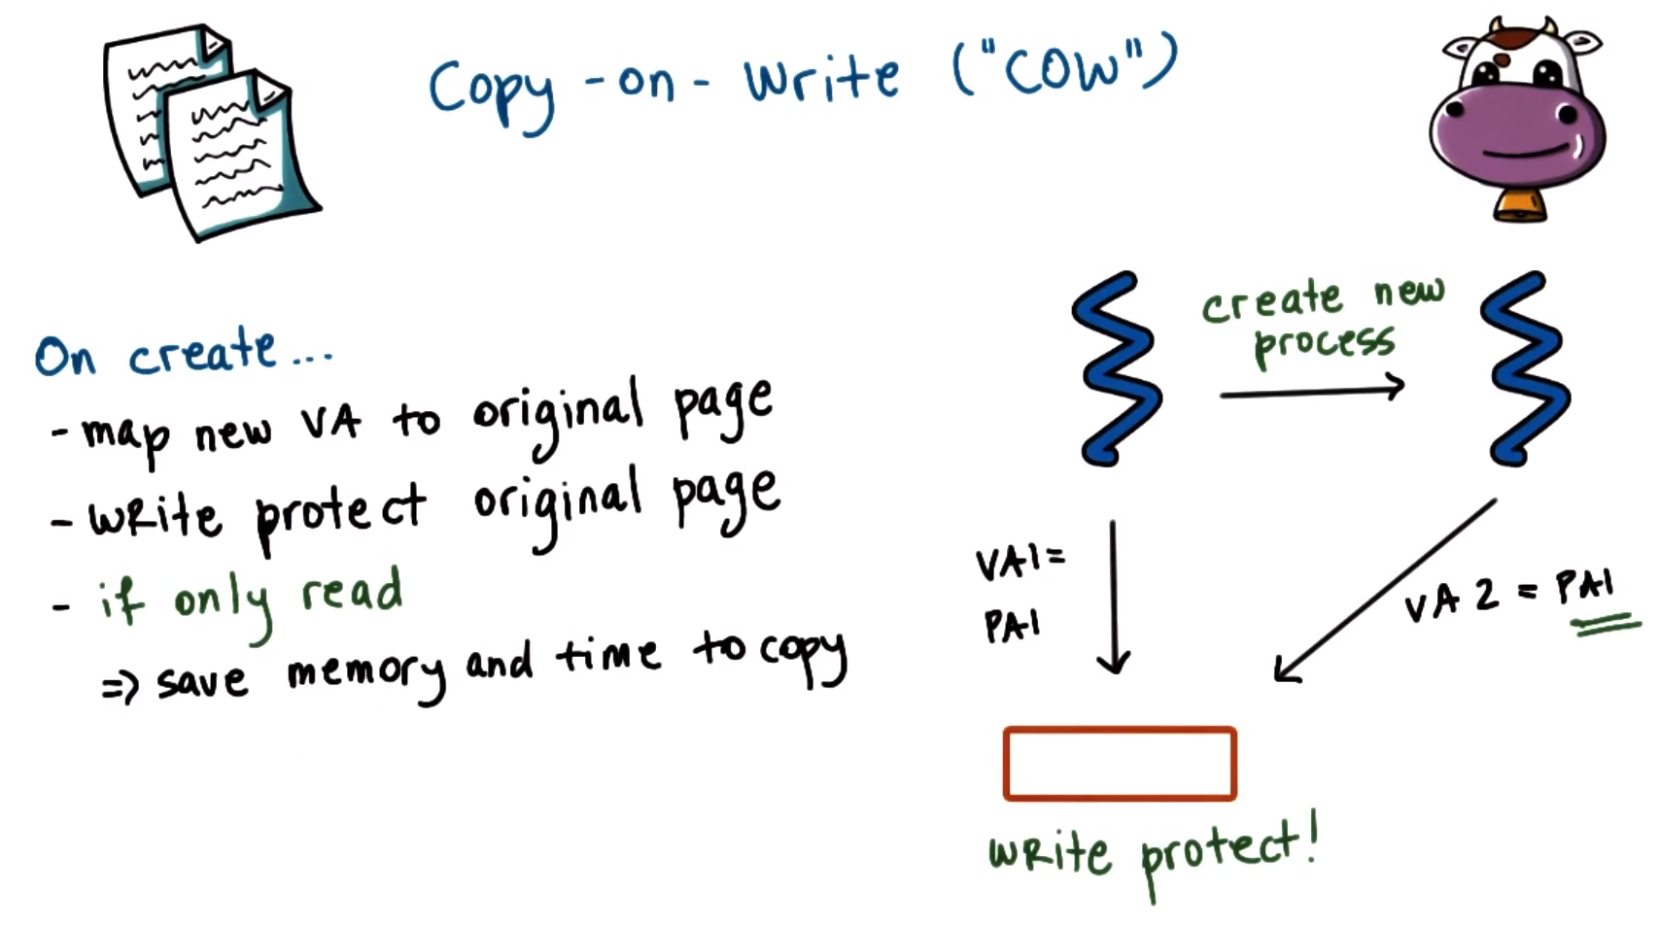 Copy-on-Write ("COW")
On create...
- map new VA to original page
- write protect original page
- if only read
=> save memory and time to copy
create new
process
VA1 =
PA1
VA 2 = PA1
write protect!